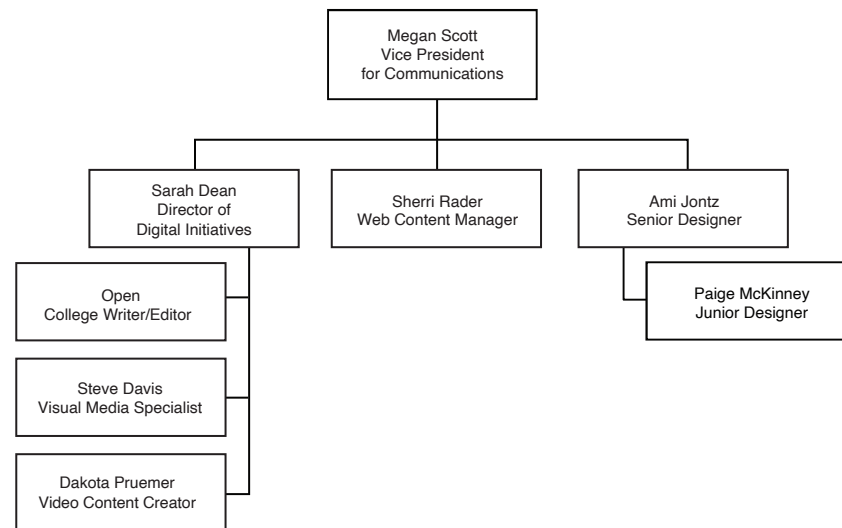 Megan Scott
Vice President
for Communications
Sarah Dean
Director of
Digital Initiatives
Sherri Rader
Web Content Manager
Ami Jontz
Senior Designer
Open
College Writer/Editor
Paige McKinney
Junior Designer
Steve Davis
Visual Media Specialist
Dakota Pruemer
Video Content Creator